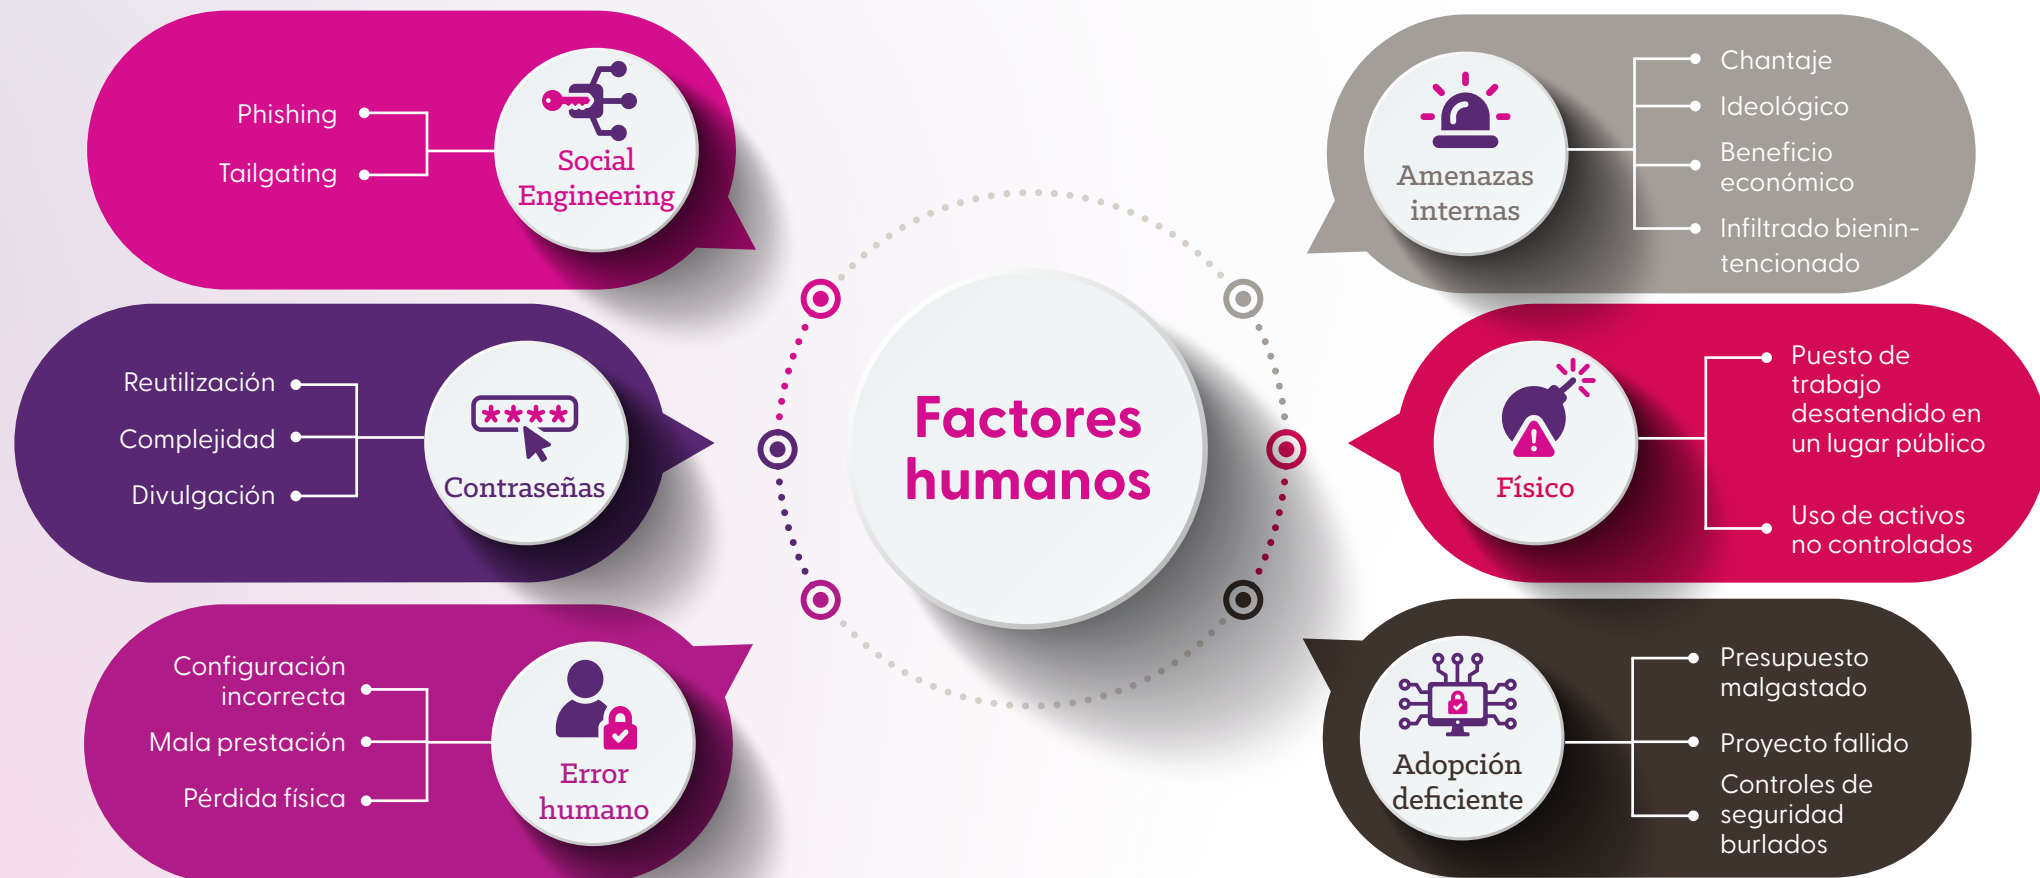 Phishing
Tailgating
Social
Engineering
Reutilización
Complejidad
Divulgación
****
Contraseñas
Configuración
incorrecta
Mala prestación
Pérdida física
Error
humano
Factores
humanos
Amenazas
internas
Chantaje
Ideológico
Beneficio
económico
Infiltrado bienin-
tencionado
Físico
Puesto de
trabajo
desatendido en
un lugar público
Uso de activos
no controlados
Adopción
deficiente
Presupuesto
malgastado
Proyecto fallido
Controles de
seguridad
burlados